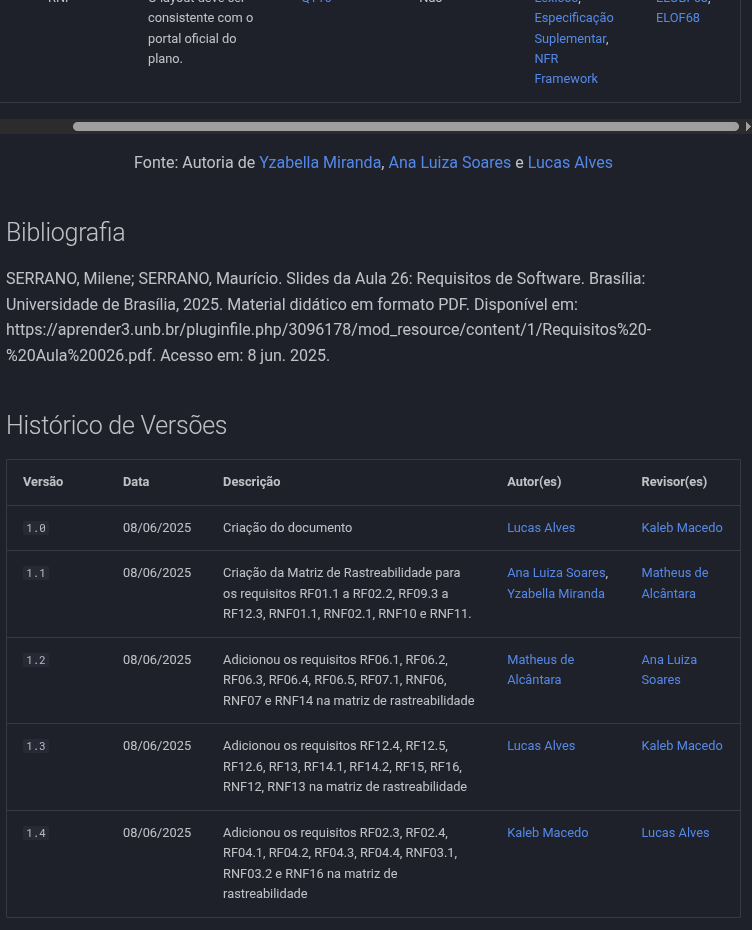 consistente com o
portal oficial do
plano.
Especificação
Suplementar,
NFR
Framework
ELOF68
Fonte: Autoria de Yzabella Miranda, Ana Luiza Soares e Lucas Alves
Bibliografia
SERRANO, Milene; SERRANO, Maurício. Slides da Aula 26: Requisitos de Software. Brasília:
Universidade de Brasília, 2025. Material didático em formato PDF. Disponível em:
https://aprender3.unb.br/pluginfile.php/3096178/mod_resource/content/1/Requisitos%20-
%20Aula%20026.pdf. Acesso em: 8 jun. 2025.
Histórico de Versões
Versão Data Descrição Autor(es) Revisor(es)
1.0 08/06/2025 Criação do documento Lucas Alves Kaleb Macedo
1.1 08/06/2025 Criação da Matriz de Rastreabilidade para Ana Luiza Soares, Matheus de
os requisitos RF01.1 a RF02.2, RF09.3 a Yzabella Miranda Alcântara
RF12.3, RNF01.1, RNF02.1, RNF10 e RNF11.
1.2 08/06/2025 Adicionou os requisitos RF06.1, RF06.2, Matheus de Ana Luiza
RF06.3, RF06.4, RF06.5, RF07.1, RNF06, Alcântara Soares
RNF07 e RNF14 na matriz de rastreabilidade
1.3 08/06/2025 Adicionou os requisitos RF12.4, RF12.5, Lucas Alves Kaleb Macedo
RF12.6, RF13, RF14.1, RF14.2, RF15, RF16,
RNF12, RNF13 na matriz de rastreabilidade
1.4 08/06/2025 Adicionou os requisitos RF02.3, RF02.4, Kaleb Macedo Lucas Alves
RF04.1, RF04.2, RF04.3, RF04.4, RNF03.1,
RNF03.2 e RNF16 na matriz de
rastreabilidade